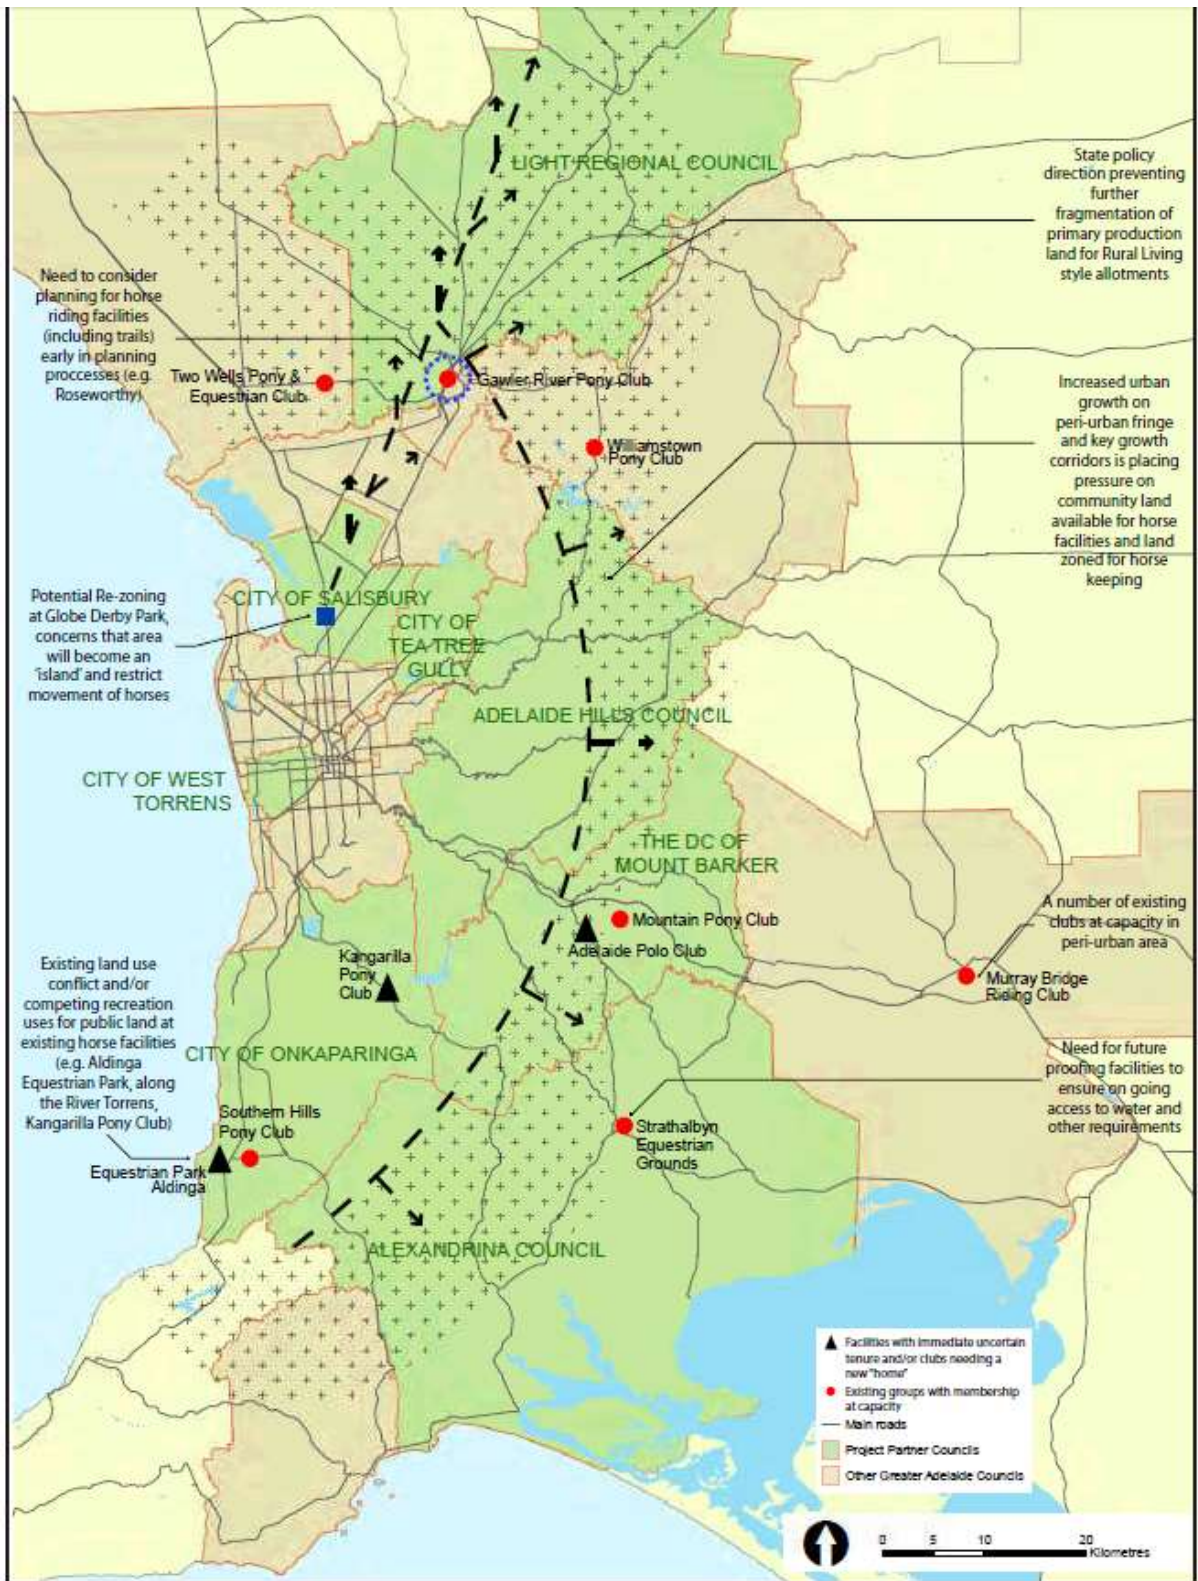 LIGHT REGIONAL COUNCIL
State policy
direction preventing
further
fragmentation of
primary production
land for Rural Living
style allotments
Need to consider
planning for horse
riding facilities
(including trails)
early in planning
proccesses (e.g.
Roseworthy)
Two Wells Pony &
Equestrian Club
Gawler River Pony Club
Williamstown
Pony Club
Increased urban
growth on
peri-urban fringe
and key growth
corridors is placing
pressure on
community land
available for horse
facilities and land
zoned for horse
keeping
Potential Re-zoning
at Globe Derby Park,
concerns that area
will become an
'island' and restrict
movement of horses
CITY OF SALISBURY
CITY OF
TEA TREE
GULLY
ADELAIDE HILLS COUNCIL
CITY OF WEST
TORRENS
THE DC OF
MOUNT BARKER
Mountain Pony Club
Adelaide Polo Club
A number of existing
clubs at capacity in
peri-urban area
Murray Bridge
Riding Club
Kangarilla
Pony
Club
Existing land use
conflict and/or
competing recreation
uses for public land at
existing horse facilities
(e.g. Aldinga
Equestrian Park, along
the River Torrens,
Kangarilla Pony Club)
CITY OF ONKAPARINGA
Need for future
proofing facilities to
ensure on going
access to water and
other requirements
Southern Hills
Pony Club
Strathalbyn
Equestrian
Grounds
Equestrian Park
Aldinga
ALEXANDRINA COUNCIL
Facilities with immediate uncertain
tenure and/or clubs needing a
new "home"
Existing groups with membership
at capacity
Main roads
Project Partner Councils
Other Greater Adelaide Councils
0 5 10 20
Kilometres